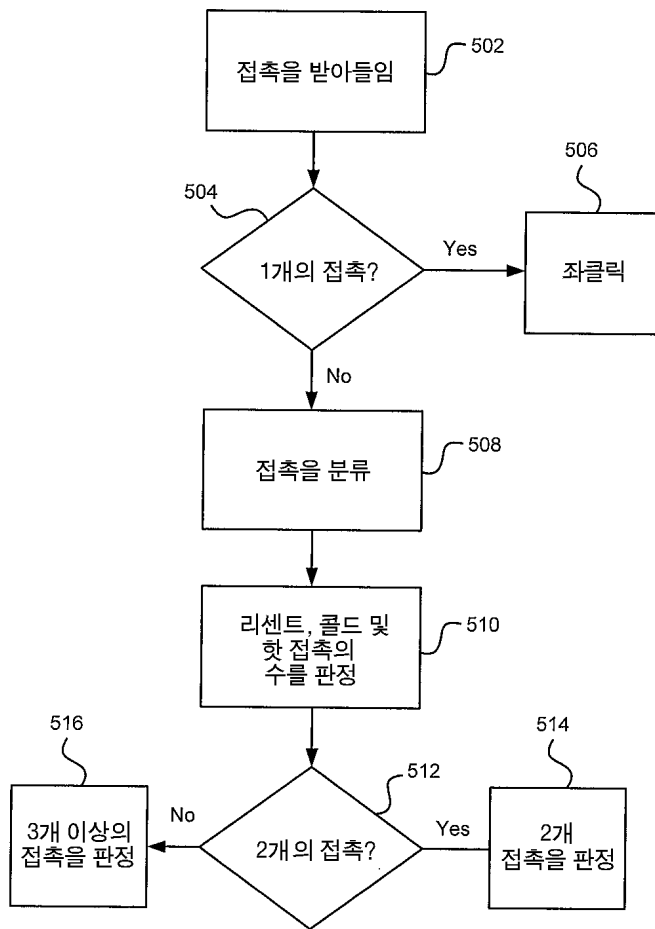 접촉을 받아들임
502
504
1개의 접촉?
Yes
506
좌클릭
No
접촉을 분류
508
리센트, 콜드 및
핫 접촉의
수를 판정
510
516
3개 이상의
접촉을 판정
No
512
2개의 접촉?
Yes
514
2개
접촉을 판정